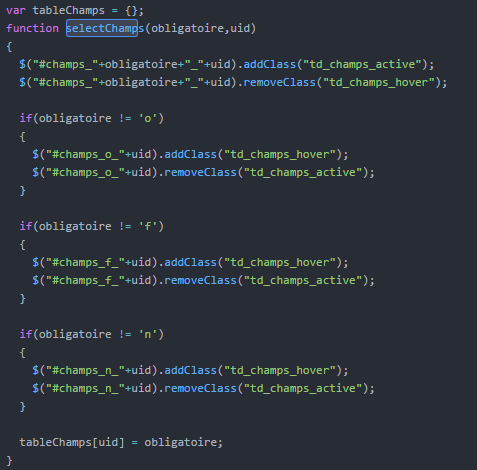 var tableChamps = {};
function selectChamps(obligatoire,uid)
{
  $("#champs_"+obligatoire+"_"+uid).addClass("td_champs_active");
  $("#champs_"+obligatoire+"_"+uid).removeClass("td_champs_hover");

  if(obligatoire != 'o')
  {
    $("#champs_o_"+uid).addClass("td_champs_hover");
    $("#champs_o_"+uid).removeClass("td_champs_active");
  }

  if(obligatoire != 'f')
  {
    $("#champs_f_"+uid).addClass("td_champs_hover");
    $("#champs_f_"+uid).removeClass("td_champs_active");
  }

  if(obligatoire != 'n')
  {
    $("#champs_n_"+uid).addClass("td_champs_hover");
    $("#champs_n_"+uid).removeClass("td_champs_active");
  }

  tableChamps[uid] = obligatoire;
}